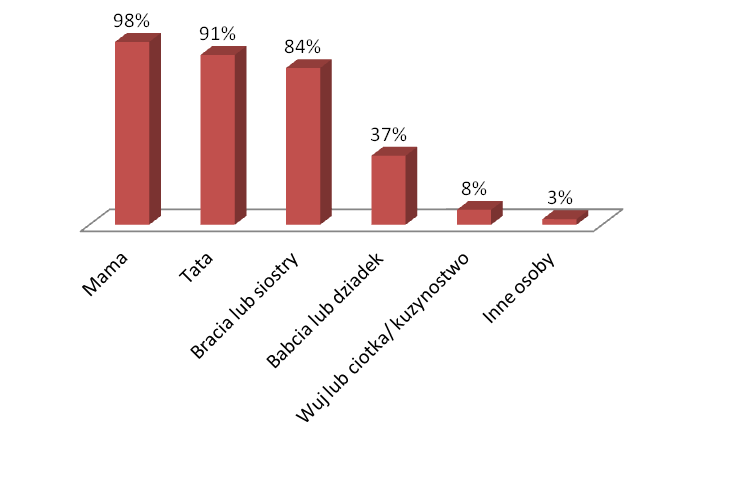 98%
91%
84%
37%
8%
3%
Mama
Tata
Bracia lub siostry
Babcia lub dziadek
Wuj lub ciotka/ kuzynostwo
Inne osoby